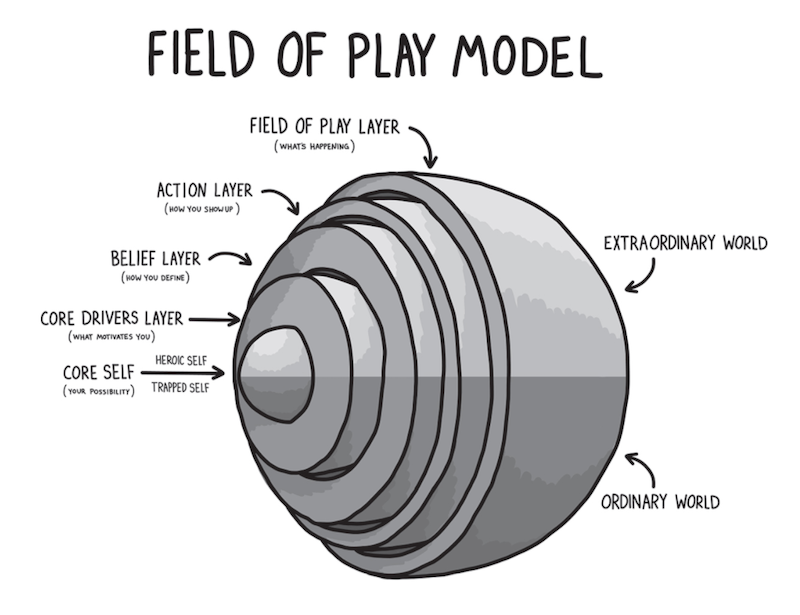 FIELD OF PLAY MODEL
FIELD OF PLAY LAYER
(WHAT'S HAPPENING)
ACTION LAYER
(HOW YOU SHOW UP)
BELIEF LAYER
(HOW YOU DEFINE)
CORE DRIVERS LAYER
(WHAT MOTIVATES YOU)
CORE SELF
(YOUR POSSIBILITY)
HEROIC SELF
TRAPPED SELF
EXTRAORDINARY WORLD
ORDINARY WORLD